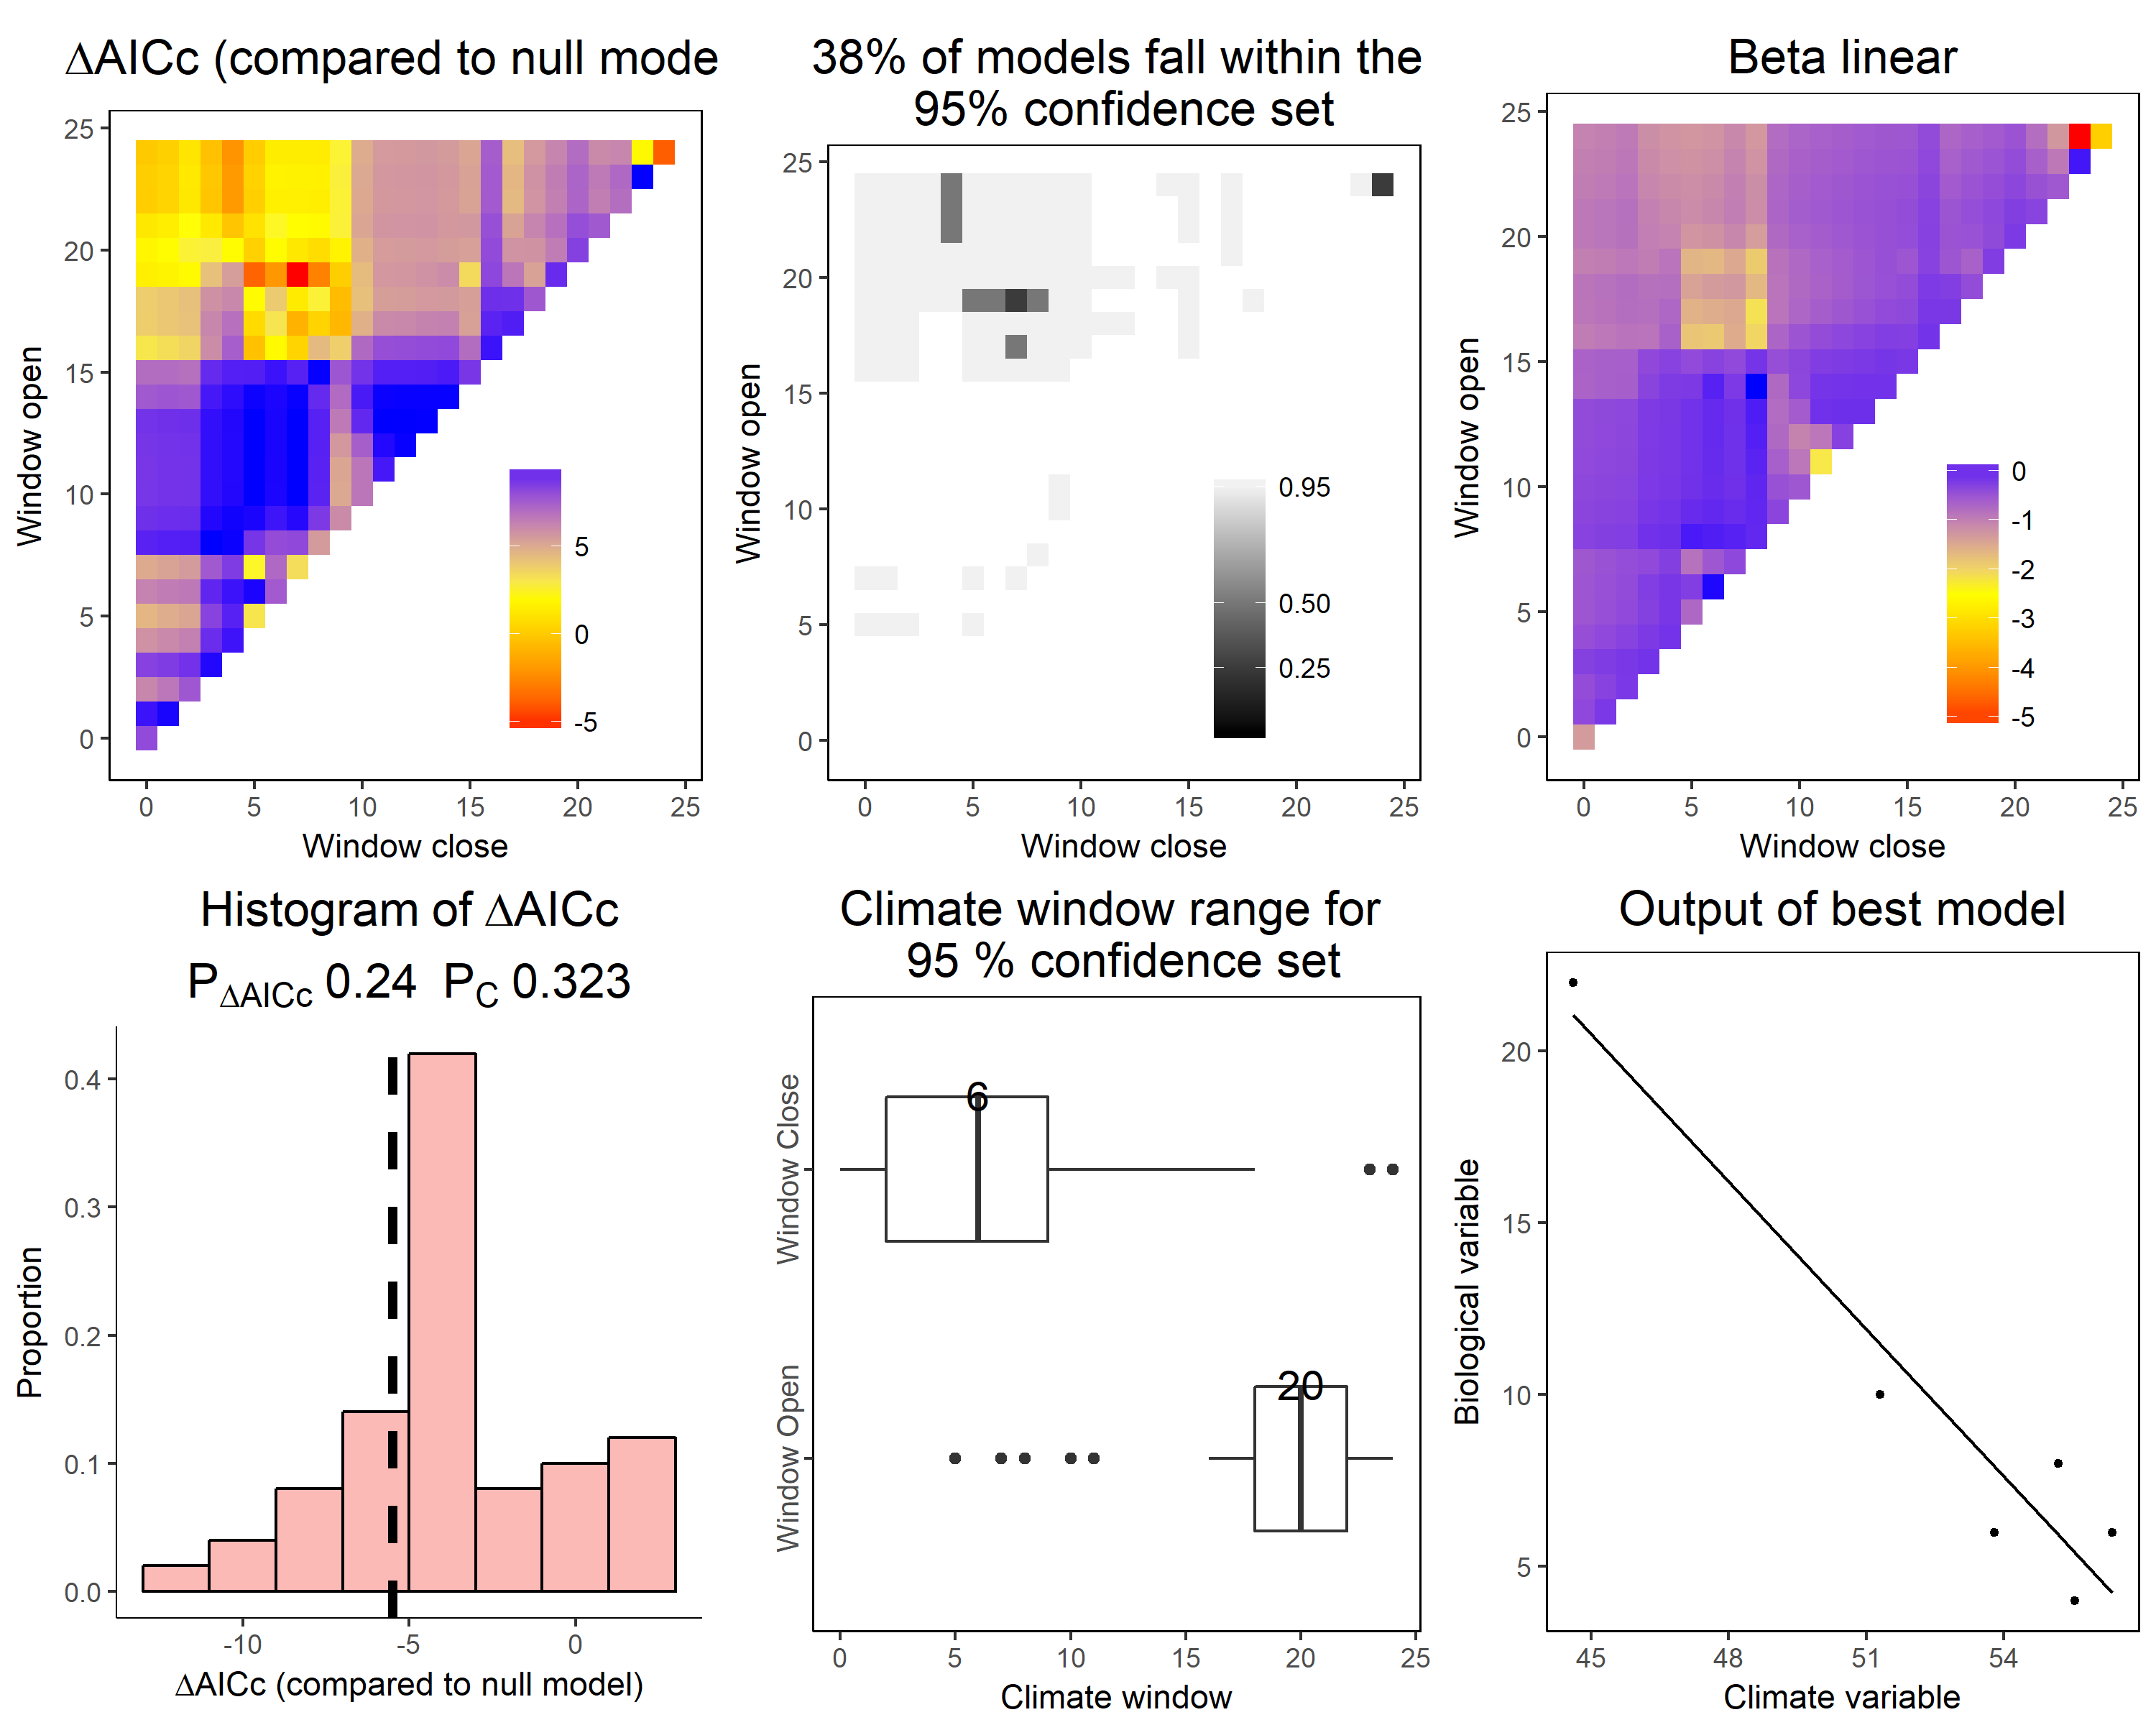 ΔAICc (compared to null mode
25
20
15
10
5
0
Window open
5
0
-5
0 5 10 15 20 25
Window close
38% of models fall within the
95% confidence set
25
20
15
10
5
0
Window open
0.95
0.50
0.25
0 5 10 15 20 25
Window close
Beta linear
25
20
15
10
5
0
Window open
0
-1
-2
-3
-4
-5
0 5 10 15 20 25
Window close
Histogram of ΔAICc
PΔAICc 0.24 PC 0.323
0.4
0.3
0.2
0.1
0.0
Proportion
-10 -5 0
ΔAICc (compared to null model)
Climate window range for
95 % confidence set
Window Close
6
Window Open
20
0 5 10 15 20 25
Climate window
Output of best model
20
15
10
5
Biological variable
45 48 51 54
Climate variable